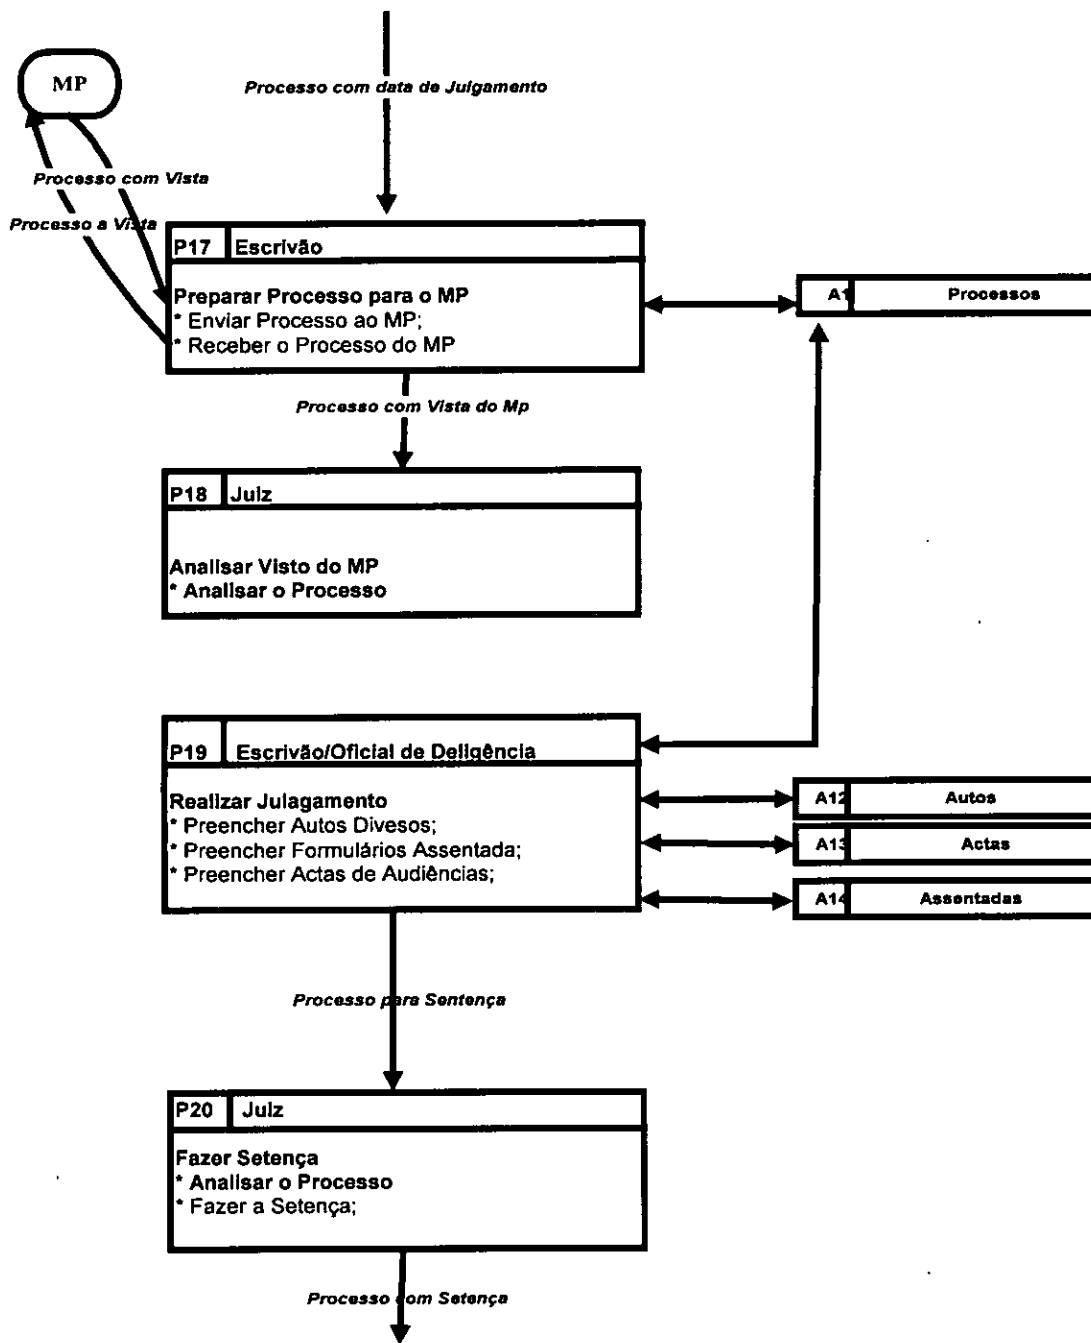 MP
Processo com data de Julgamento
Processo com Vista
Processo a Vista
P17 Escrivão
Preparar Processo para o MP
* Enviar Processo ao MP;
* Receber o Processo do MP
A1 Processos
Processo com Vista do Mp
P18 Juiz
Analisar Visto do MP
* Analisar o Processo
P19 Escrivão/Oficial de Deligência
Realizar Julagamento
* Preencher Autos Divesos;
* Preencher Formulários Assentada;
* Preencher Actas de Audiências;
A12 Autos
A13 Actas
A14 Assentadas
Processo para Sentença
P20 Juiz
Fazer Setença
* Analisar o Processo
* Fazer a Setença;
Processo com Setença